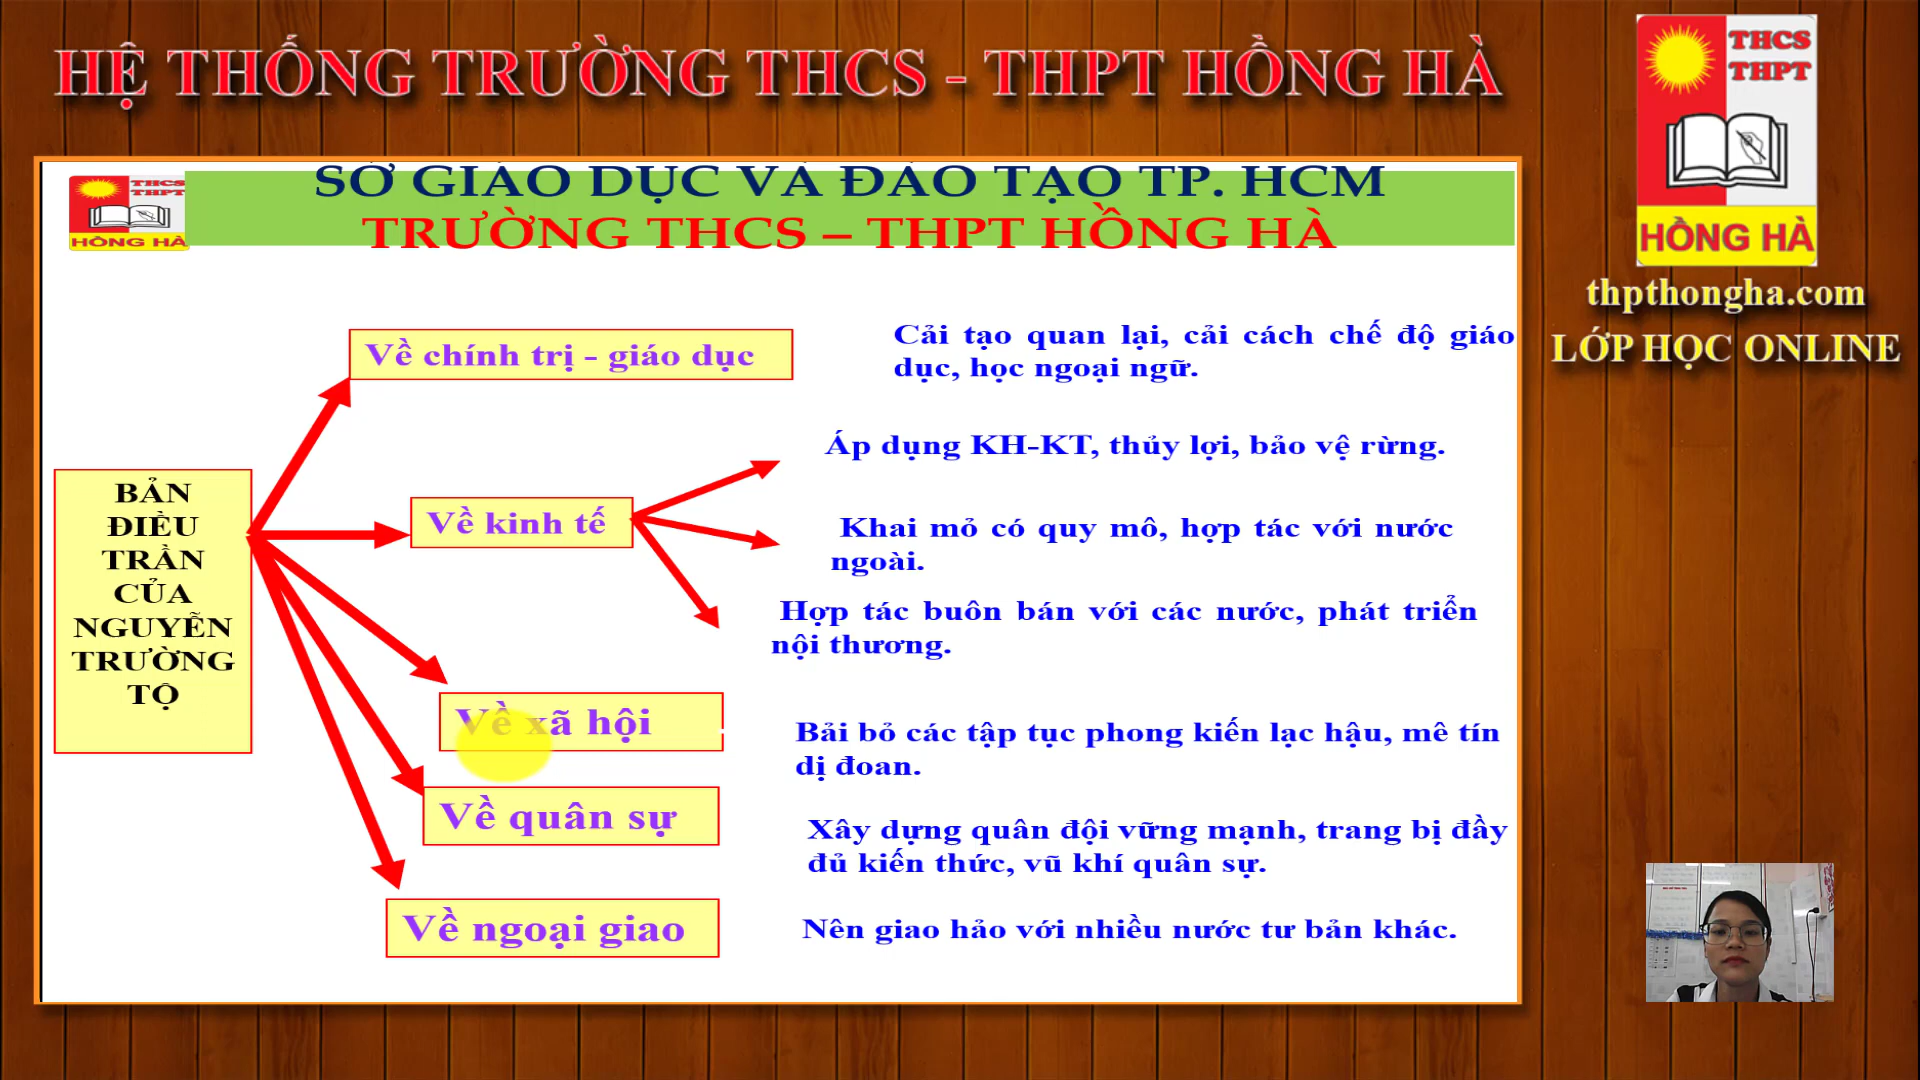 HỆ THỐNG TRƯỜNG THCS - THPT HỒNG HÀ
THCS
THPT
HỒNG HÀ
thpthongha.com
LỚP HỌC ONLINE
THCS
THPT
HỒNG HÀ
SỞ GIÁO DỤC VÀ ĐÀO TẠO TP. HCM
TRƯỜNG THCS – THPT HỒNG HÀ
BẢN
ĐIỀU
TRẦN
CỦA
NGUYỄN
TRƯỜNG
TỘ
Về chính trị - giáo dục
Cải tạo quan lại, cải cách chế độ giáo
dục, học ngoại ngữ.
Về kinh tế
Áp dụng KH-KT, thủy lợi, bảo vệ rừng.
Khai mỏ có quy mô, hợp tác với nước
ngoài.
Hợp tác buôn bán với các nước, phát triển
nội thương.
Về xã hội
Bải bỏ các tập tục phong kiến lạc hậu, mê tín
dị đoan.
Về quân sự
Xây dựng quân đội vững mạnh, trang bị đầy
đủ kiến thức, vũ khí quân sự.
Về ngoại giao
Nên giao hảo với nhiều nước tư bản khác.